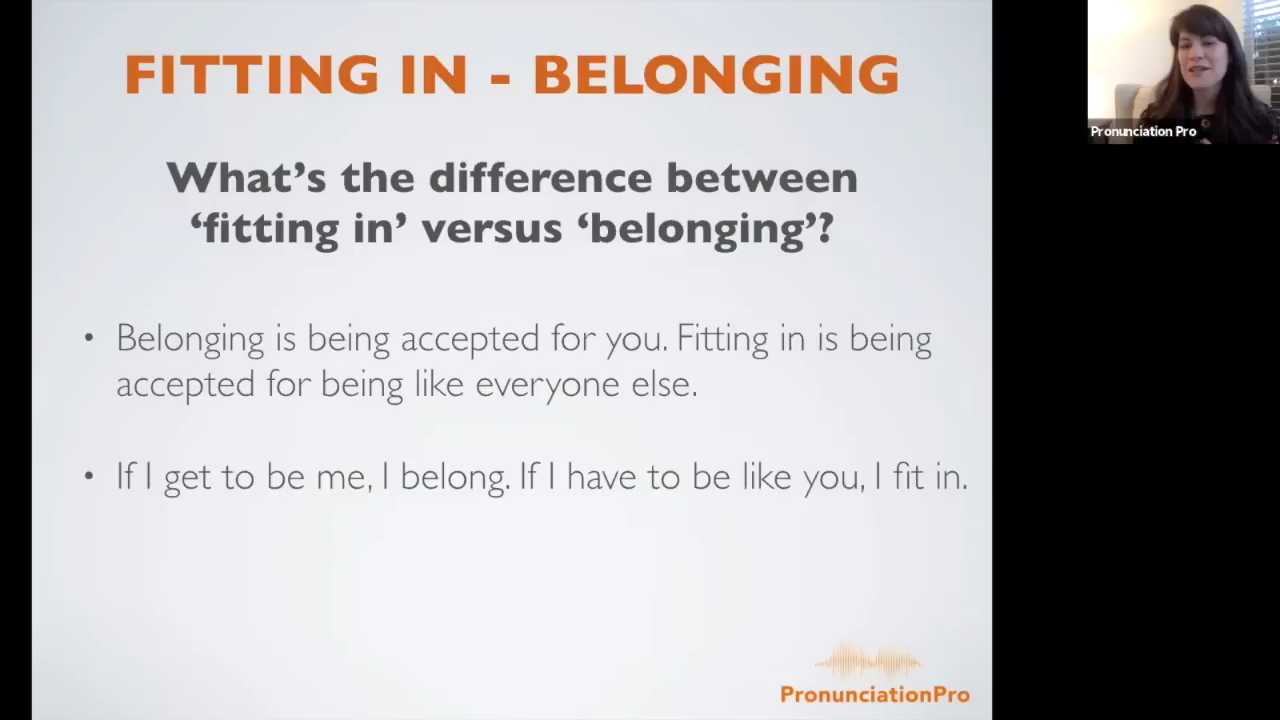 FITTING IN - BELONGING
What’s the difference between
‘fitting in’ versus ‘belonging’?
• Belonging is being accepted for you. Fitting in is being
accepted for being like everyone else.
• If I get to be me, I belong. If I have to be like you, I fit in.
PronunciationPro
Pronunciation Pro